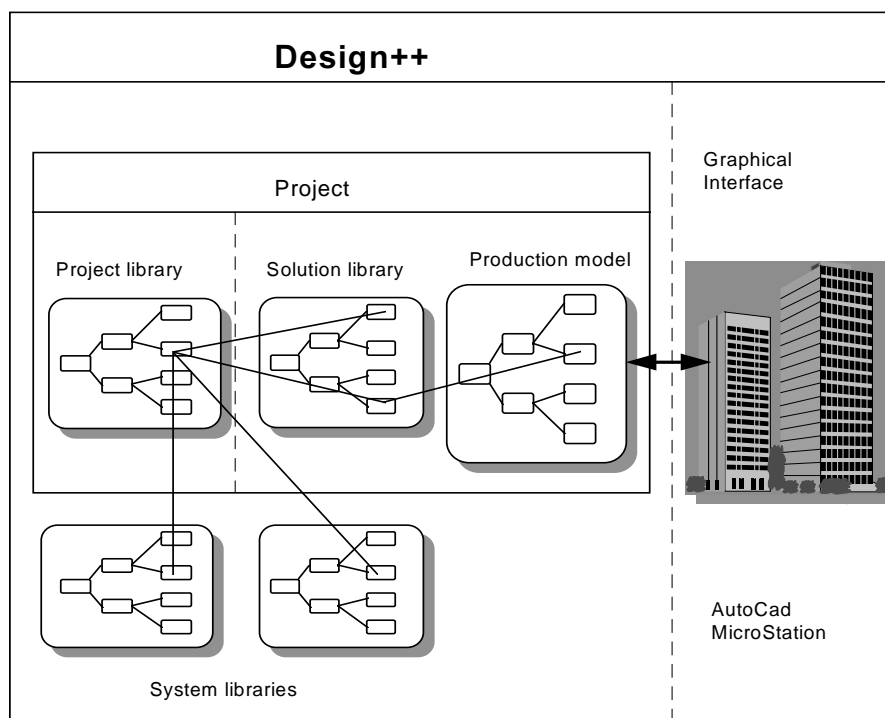 Design++
Project
Graphical
Interface
Project library
Solution library
Production model
System libraries
AutoCad
MicroStation